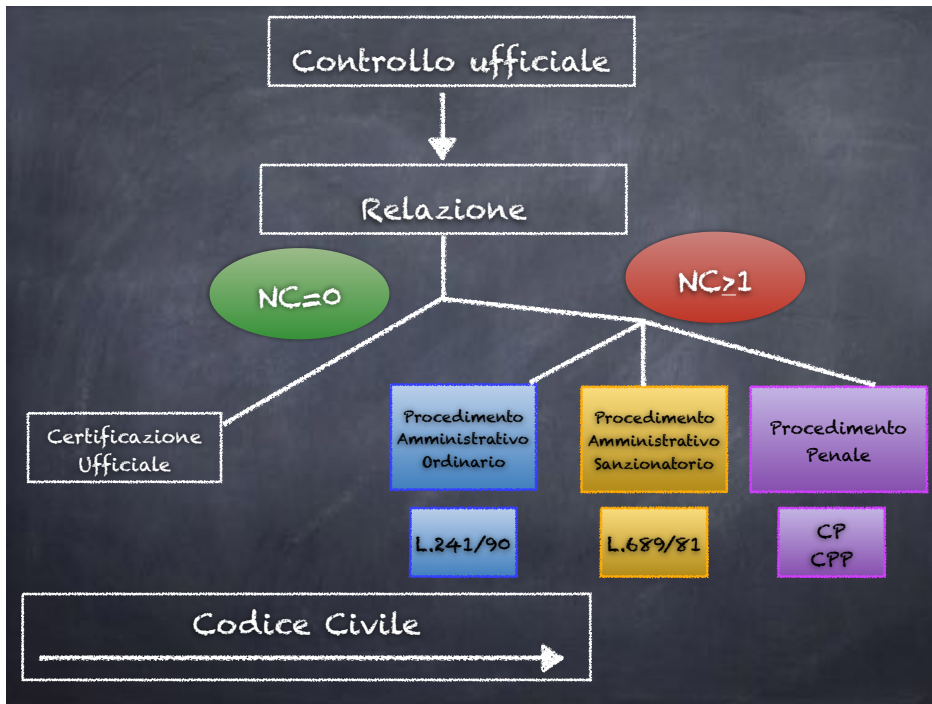 Controllo ufficiale
Relazione
NC=0
NC≥1
Certificazione
Ufficiale
Procedimento
Amministrativo
Ordinario
Procedimento
Amministrativo
Sanzionatorio
Procedimento
Penale
L.241/90
L.689/81
CP
CPP
Codice Civile